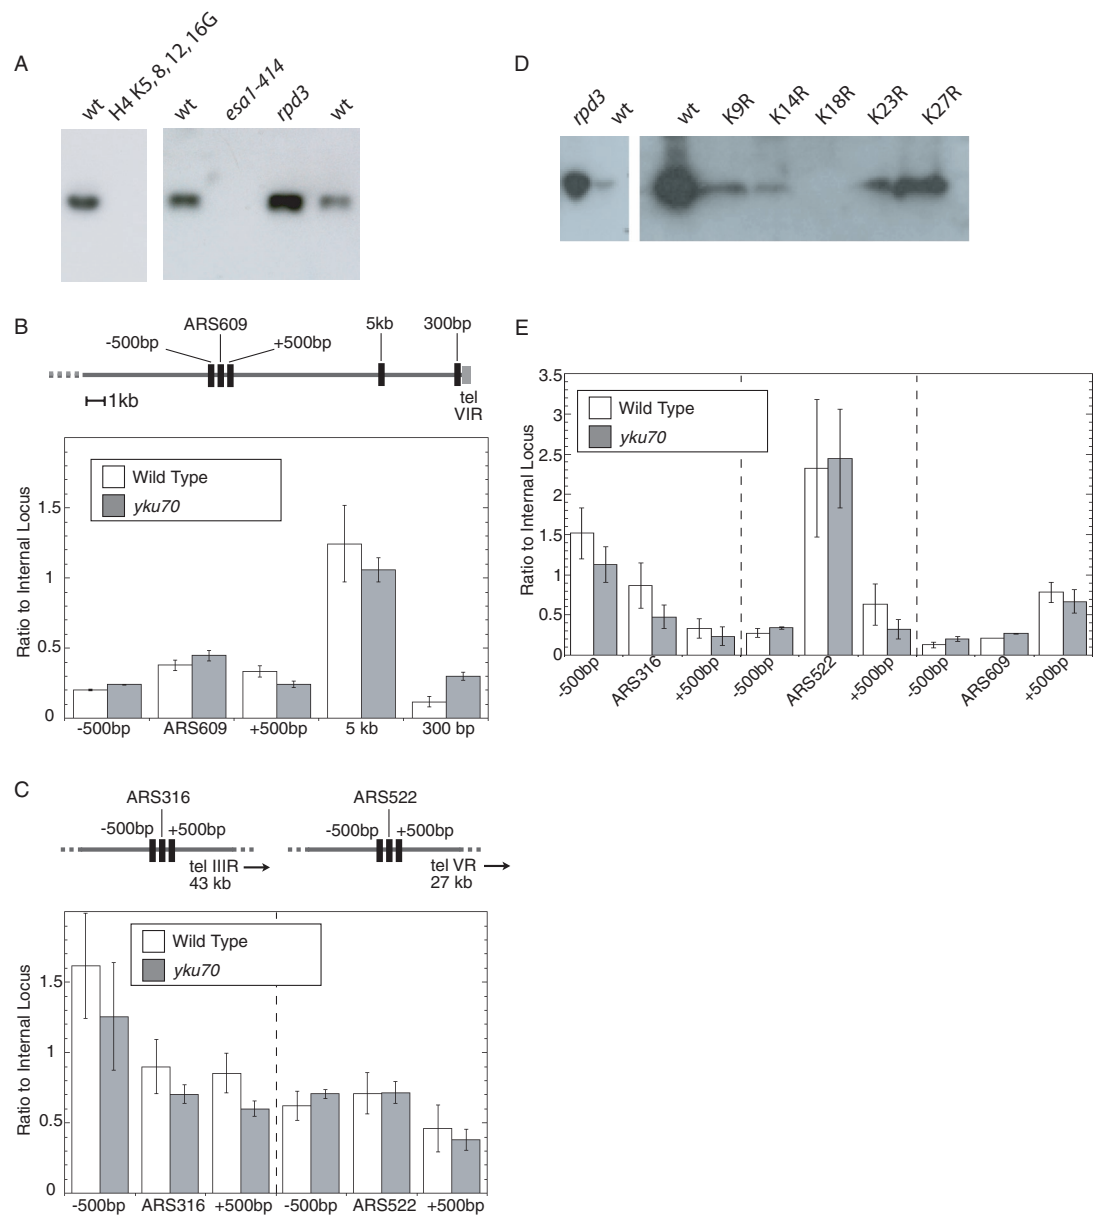 A
wt
H4 K5, 8, 12, 16G
wt
esa1-414
rpd3
wt
B
ARS609
-500bp
+500bp
5kb
300bp
1kb
tel
VIR
Ratio to Internal Locus
1.5
1
0.5
0
Wild Type
yku70
-500bp
ARS609
+500bp
5 kb
300 bp
C
ARS316
-500bp
+500bp
tel IIIR
43 kb
ARS522
-500bp
+500bp
tel VR
27 kb
Ratio to Internal Locus
1.5
1
0.5
0
Wild Type
yku70
-500bp
ARS316
+500bp
-500bp
ARS522
+500bp
D
rpd3
wt
wt
K9R
K14R
K18R
K23R
K27R
E
Ratio to Internal Locus
3.5
3
2.5
2
1.5
1
0.5
0
Wild Type
yku70
-500bp
ARS316
+500bp
-500bp
ARS522
+500bp
-500bp
ARS609
+500bp